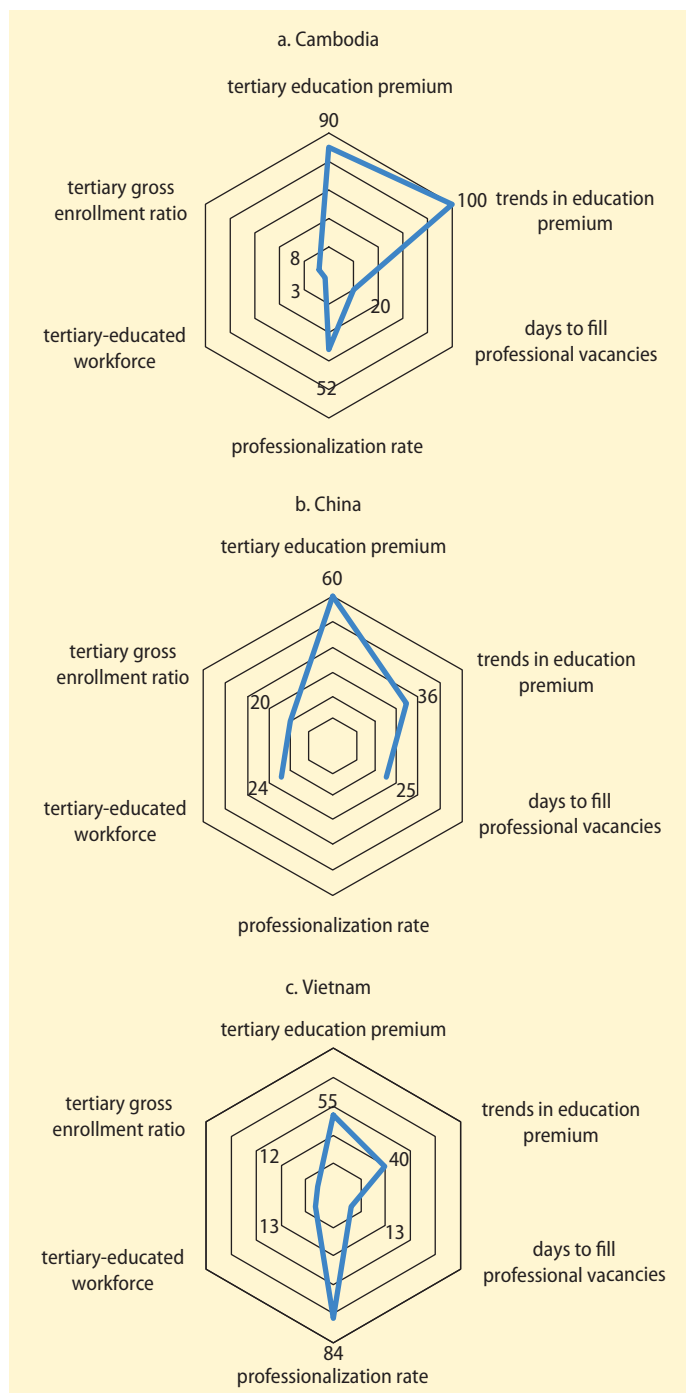 a. Cambodia
tertiary education premium
90
tertiary gross
enrollment ratio
100
trends in education
premium
8
3
20
tertiary-educated
workforce
days to fill
professional vacancies
52
professionalization rate
b. China
tertiary education premium
60
tertiary gross
enrollment ratio
trends in education
premium
20
36
24
25
tertiary-educated
workforce
days to fill
professional vacancies
professionalization rate
c. Vietnam
tertiary education premium
55
tertiary gross
enrollment ratio
trends in education
premium
12
40
13
13
tertiary-educated
workforce
days to fill
professional vacancies
84
professionalization rate